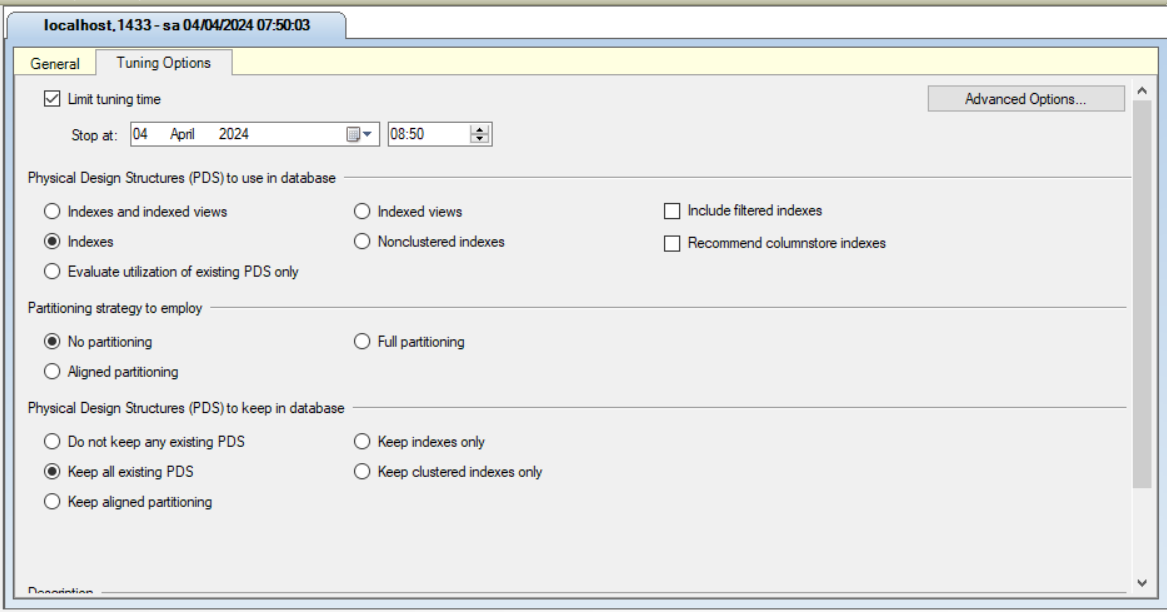 localhost,1433 - sa 04/04/2024 07:50:03
General Tuning Options
Limit tuning time Advanced Options...
Stop at: 04 April 2024 08:50
Physical Design Structures (PDS) to use in database
Indexes and indexed views Indexed views Include filtered indexes
Indexes Nonclustered indexes Recommend columnstore indexes
Evaluate utilization of existing PDS only
Partitioning strategy to employ
No partitioning Full partitioning
Aligned partitioning
Physical Design Structures (PDS) to keep in database
Do not keep any existing PDS Keep indexes only
Keep all existing PDS Keep clustered indexes only
Keep aligned partitioning
Description